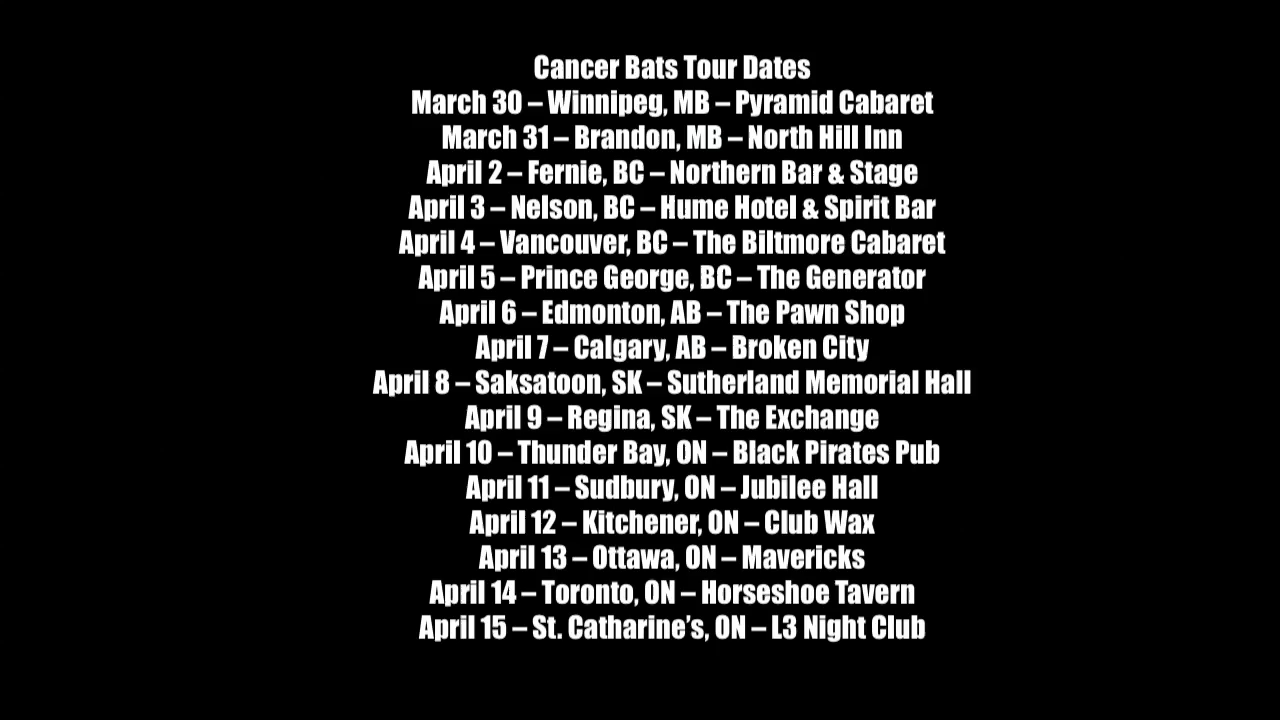 Cancer Bats Tour Dates
March 30 – Winnipeg, MB – Pyramid Cabaret
March 31 – Brandon, MB – North Hill Inn
April 2 – Fernie, BC – Northern Bar & Stage
April 3 – Nelson, BC – Hume Hotel & Spirit Bar
April 4 – Vancouver, BC – The Biltmore Cabaret
April 5 – Prince George, BC – The Generator
April 6 – Edmonton, AB – The Pawn Shop
April 7 – Calgary, AB – Broken City
April 8 – Saksatoon, SK – Sutherland Memorial Hall
April 9 – Regina, SK – The Exchange
April 10 – Thunder Bay, ON – Black Pirates Pub
April 11 – Sudbury, ON – Jubilee Hall
April 12 – Kitchener, ON – Club Wax
April 13 – Ottawa, ON – Mavericks
April 14 – Toronto, ON – Horseshoe Tavern
April 15 – St. Catharine’s, ON – L3 Night Club